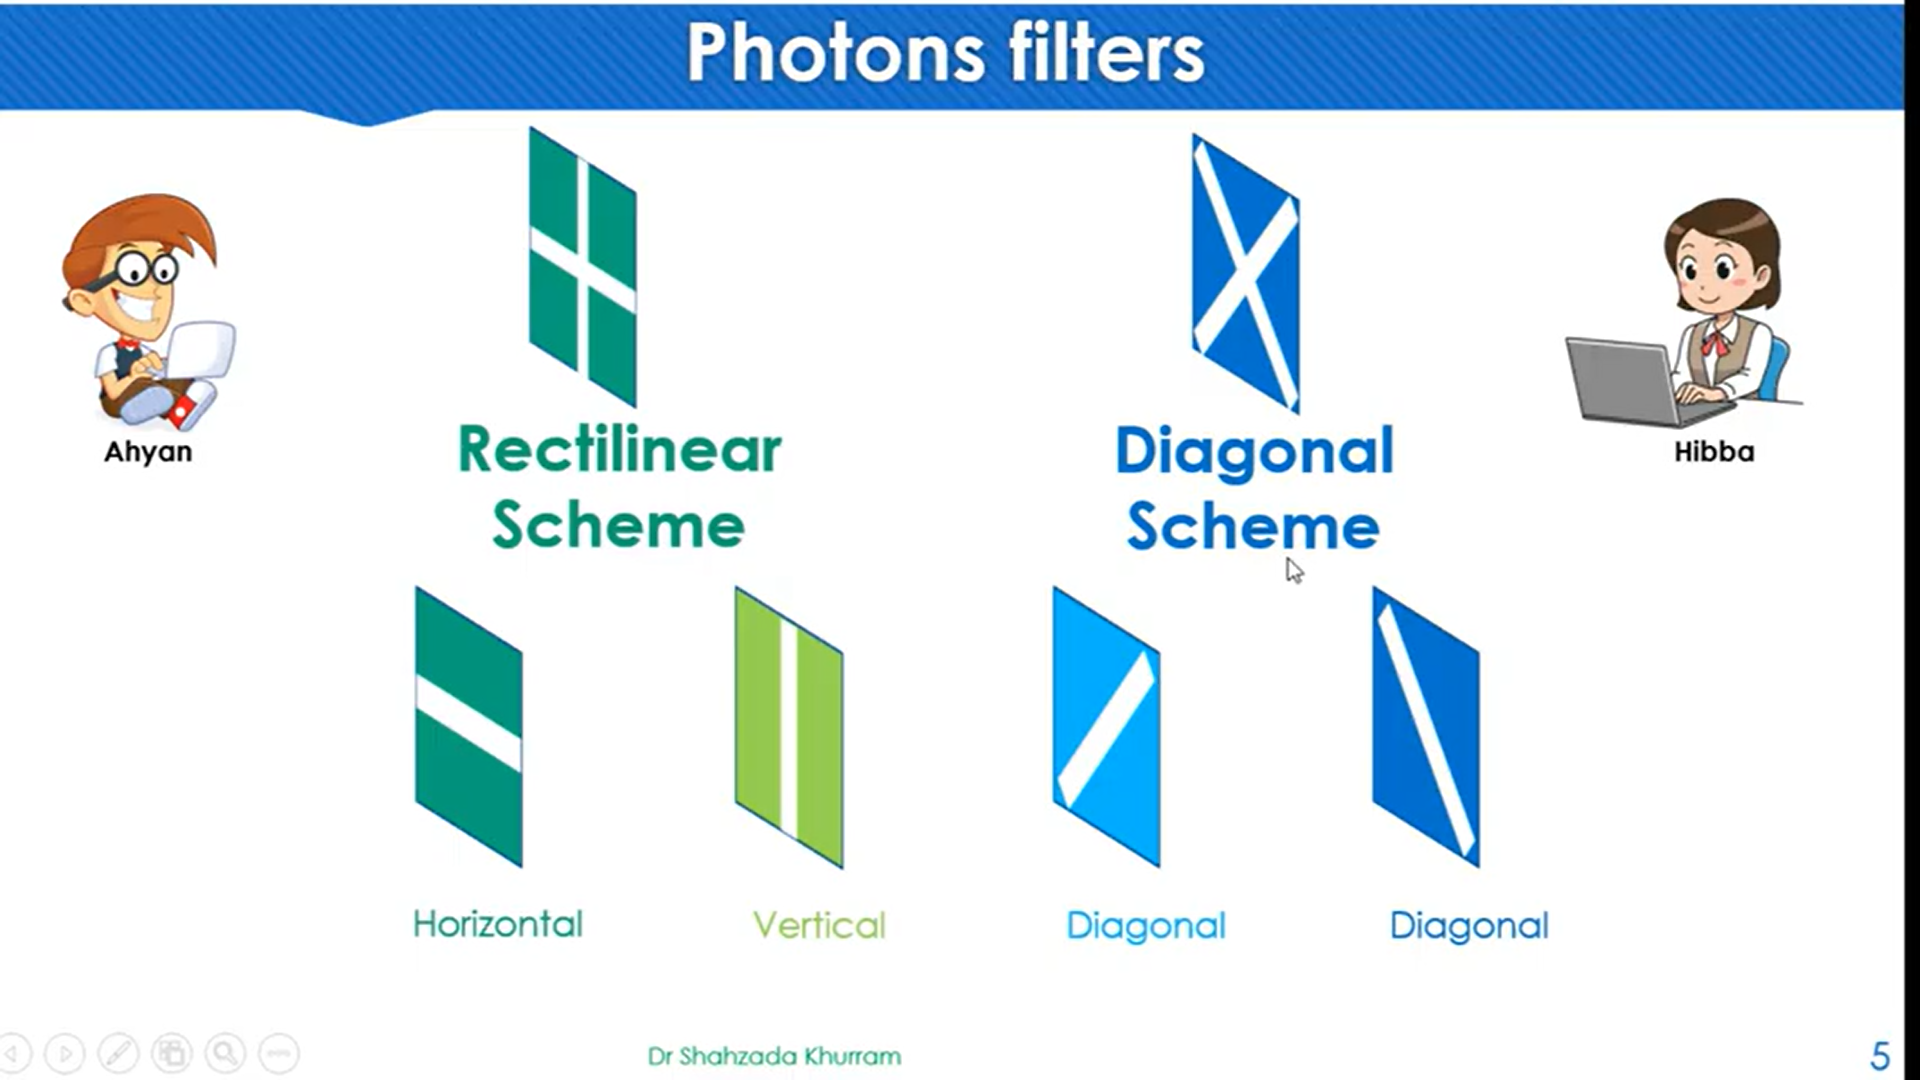 Photons filters
Ahyan
Rectilinear
Scheme
Diagonal
Scheme
Hibba
Horizontal
Vertical
Diagonal
Diagonal
Dr Shahzada Khurram
5